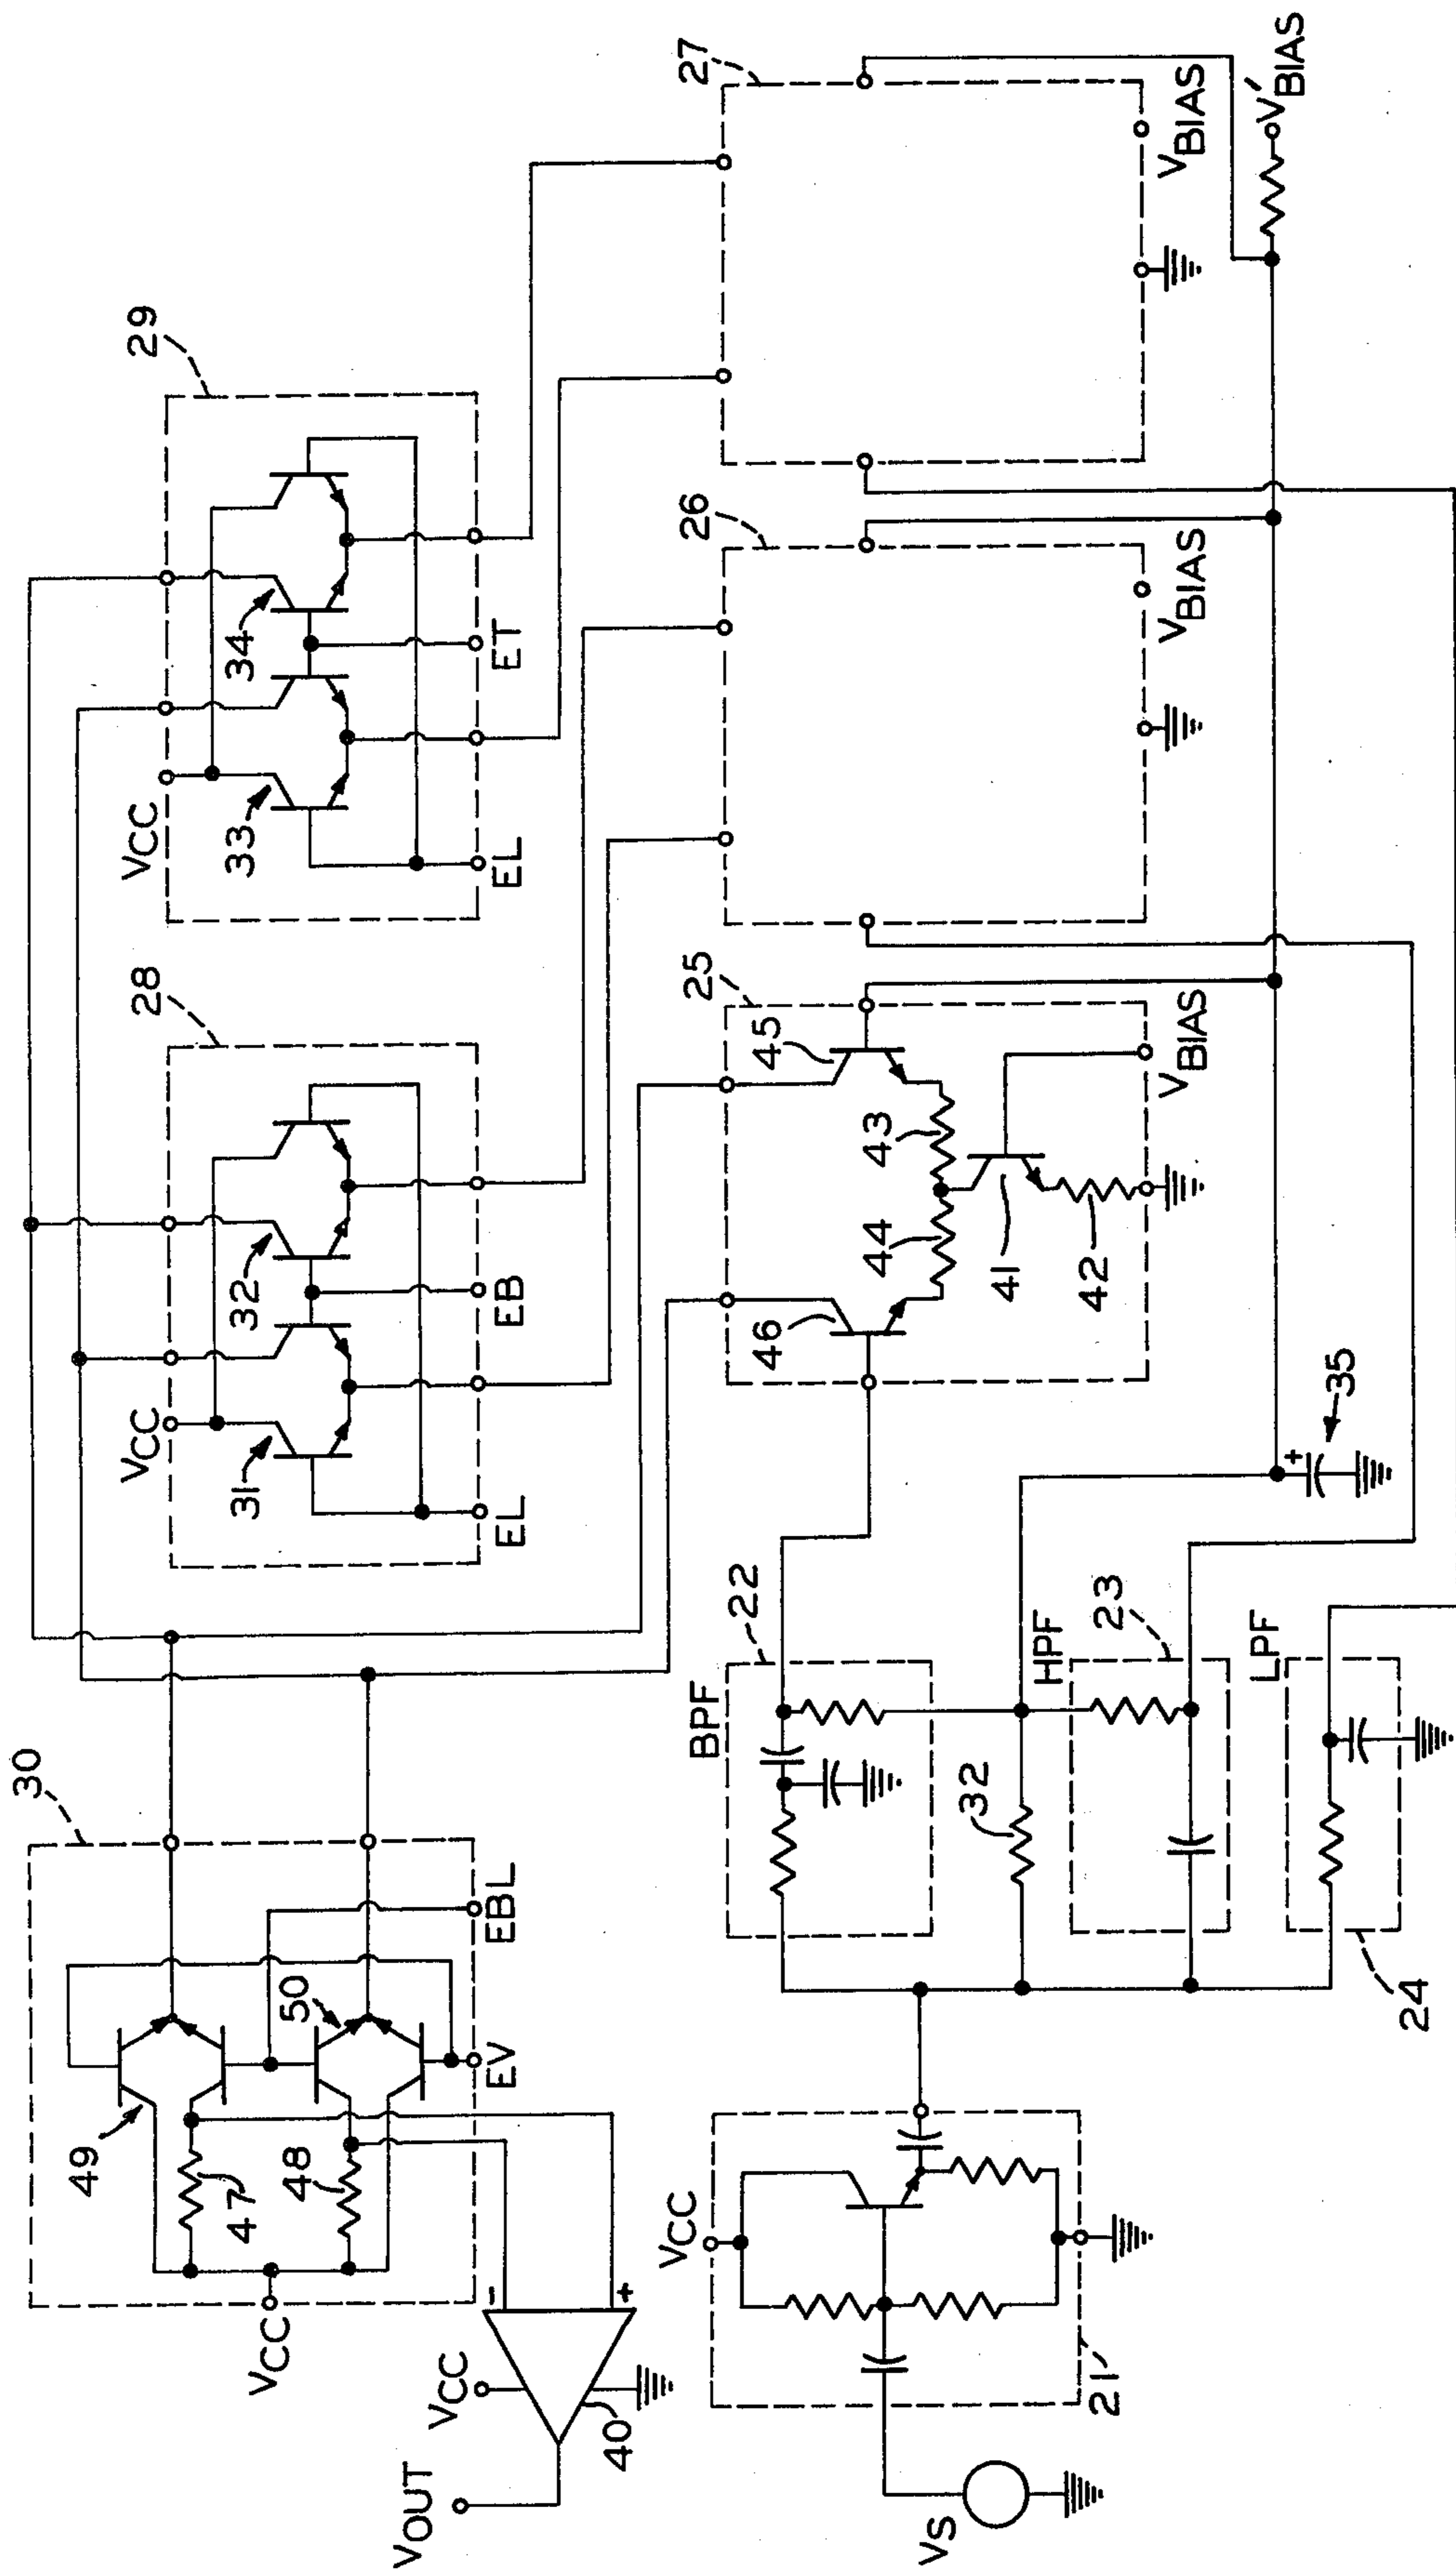 30
49
47
48
50
VCC
EV
EBL
VCC
28
31
32
EL
EB
VCC
29
33
34
EL
ET
VOUT
VCC
-
+
40
VS
VCC
21
BPF
22
32
HPF
23
LPF
24
25
46
45
44
43
41
42
VBIAS
26
VBIAS
27
VBIAS
+
35
V'BIAS